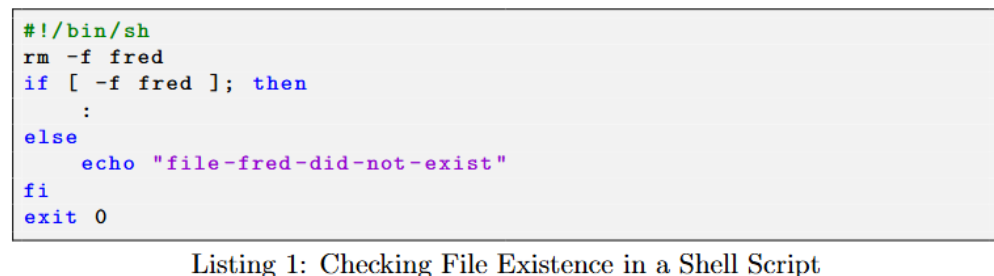 #!/bin/sh
rm -f fred
if [ -f fred ]; then
    :
else
    echo "file-fred-did-not-exist"
fi
exit 0
Listing 1: Checking File Existence in a Shell Script